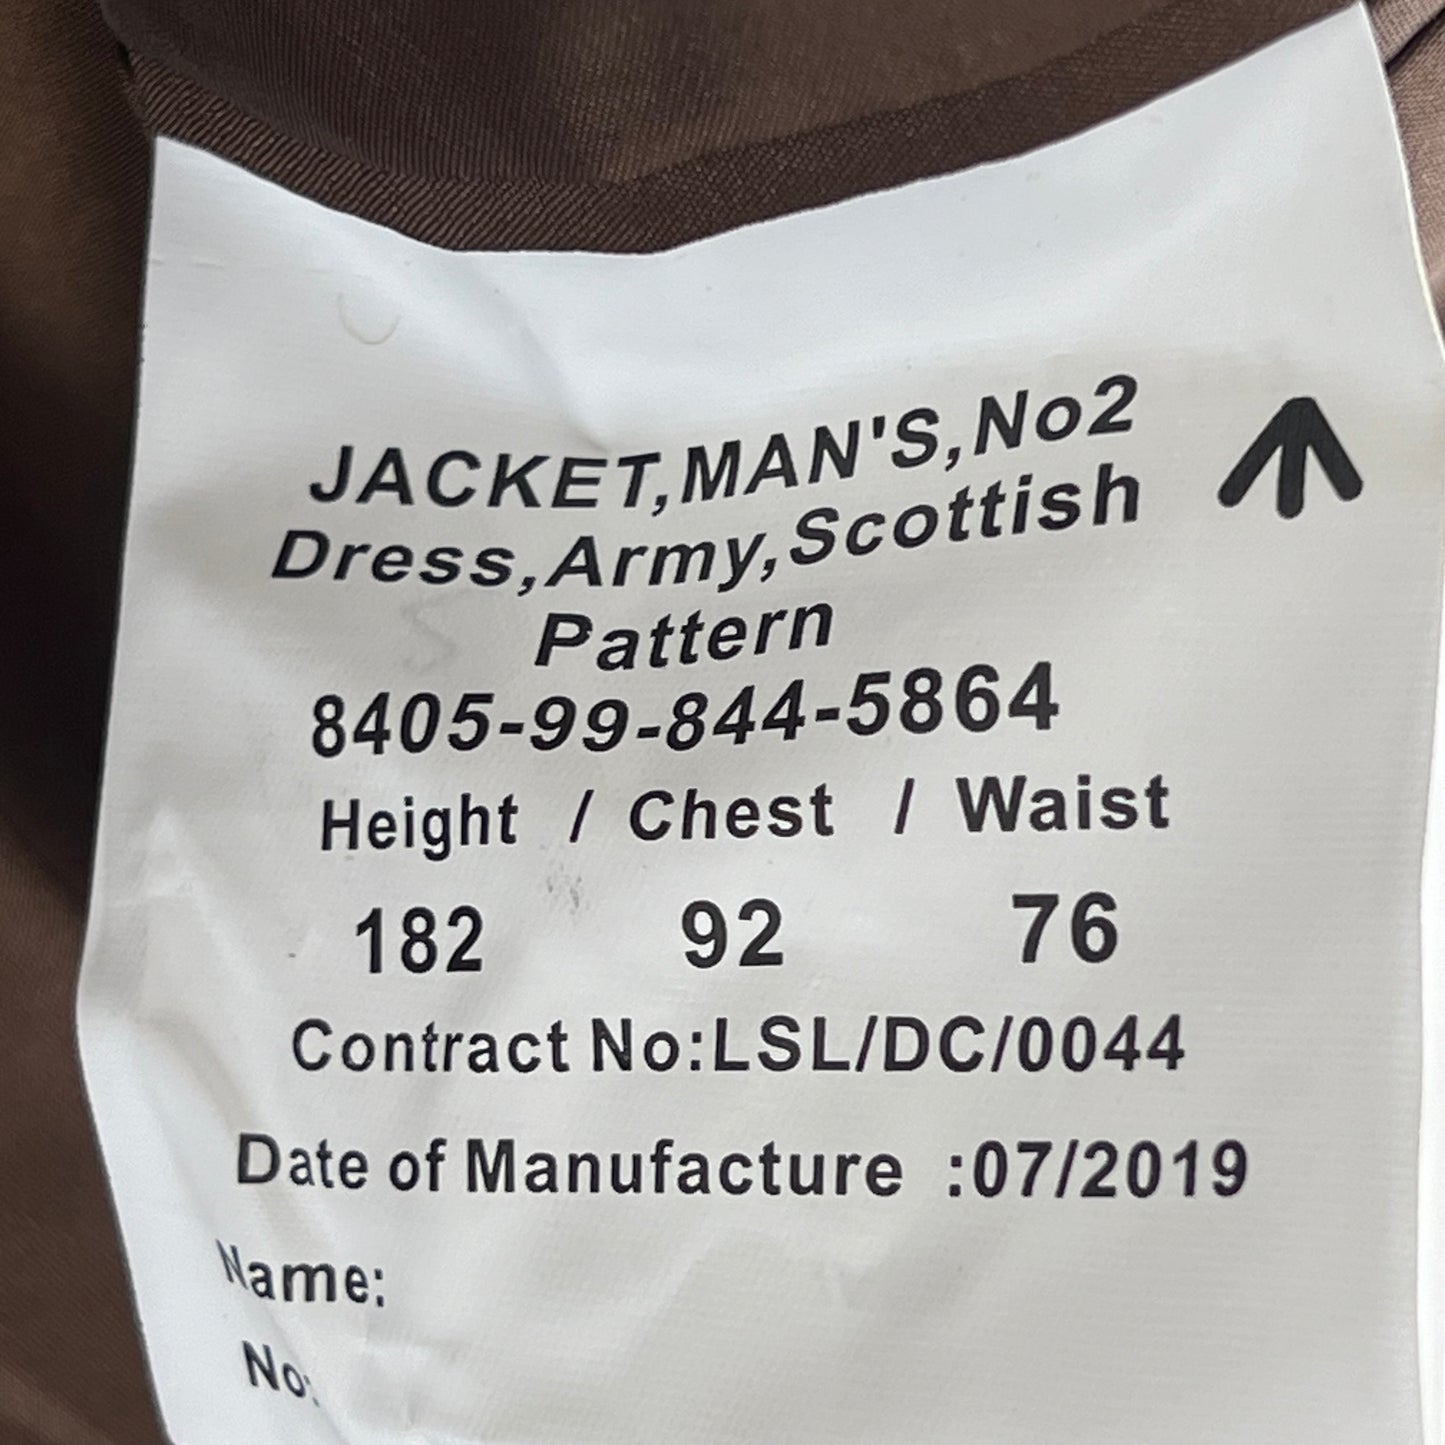 JACKET,MAN'S,No2
Dress,Army,Scottish
Pattern
8405-99-844-5864
Height / Chest / Waist
182 92 76
Contract No:LSL/DC/0044
Date of Manufacture :07/2019
Name:
No: